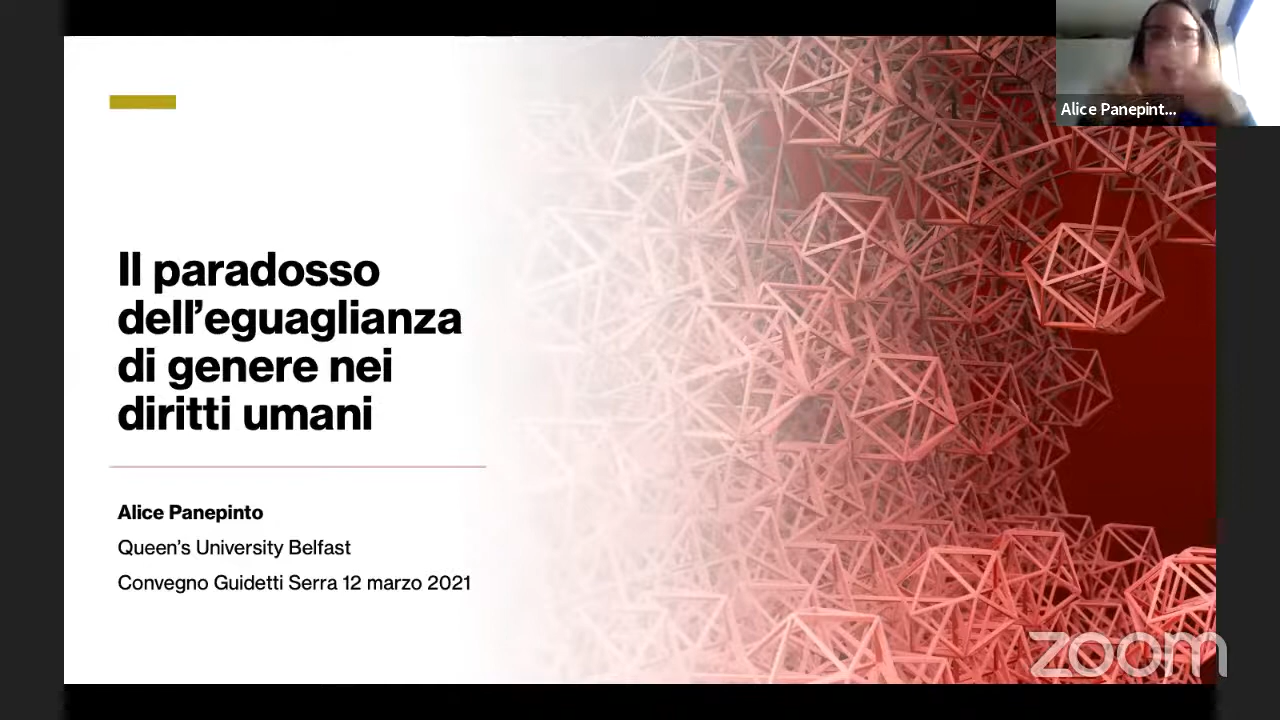 Alice Panepint...
Il paradosso
dell’eguaglianza
di genere nei
diritti umani
Alice Panepinto
Queen’s University Belfast
Convegno Guidetti Serra 12 marzo 2021
zoom